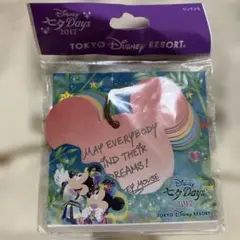 Disney
七夕Days
2017
TOKYO Disney RESORT®
MAY EVERYBODY
FIND THEIR
DREAMS!
MOUSE
Disney
七夕Days
2017
TOKYO Disney RESORT